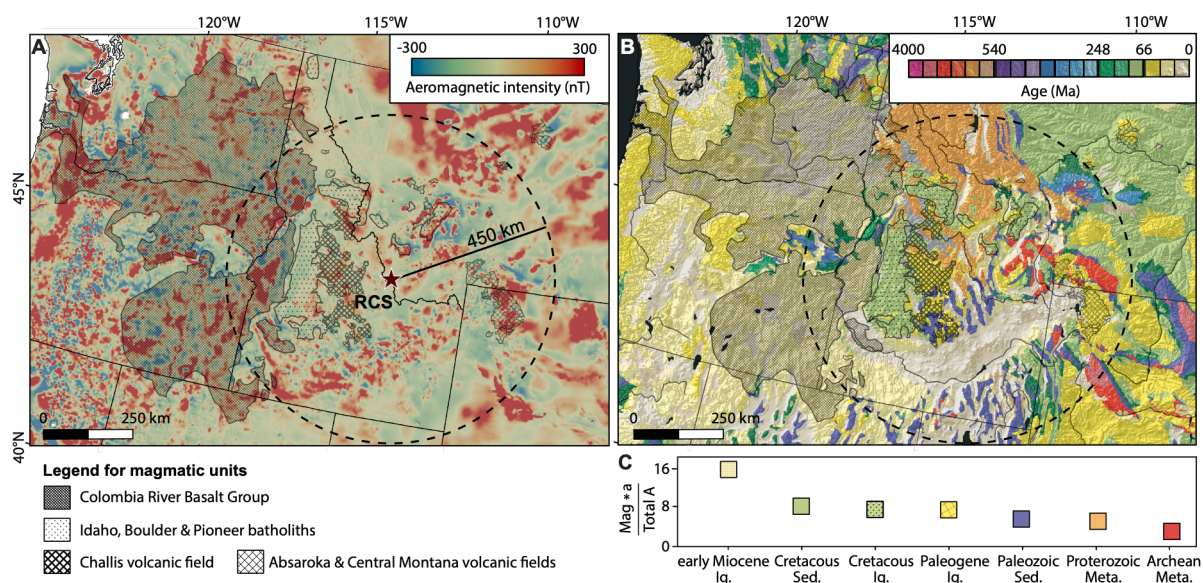 120°W 115°W 110°W
A
-300 300
Aeromagnetic intensity (nT)
45°N
450 km
RCS
0 250 km
40°N
120°W 115°W 110°W
B
4000 540 248 66 0
Age (Ma)
0 250 km
Legend for magmatic units
Colombia River Basalt Group
Idaho, Boulder & Pioneer batholiths
Challis volcanic field
Absaroka & Central Montana volcanic fields
C
Mag * a
Total A
16
8
0
early Miocene Cretacous Cretacous Paleogene Paleozoic Proterozoic Archean
Ig. Sed. Ig. Ig. Sed. Meta. Meta.